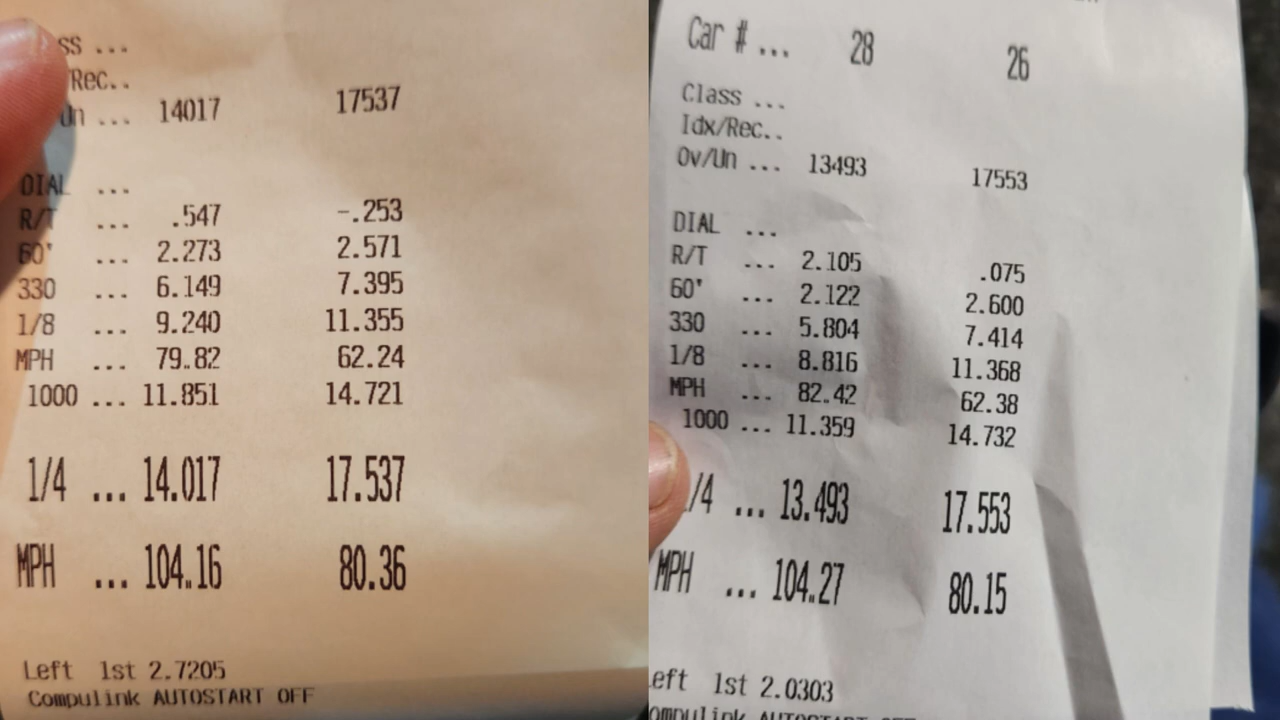 ss ...
/Rec..
Un ... 14017 17537
DIAL ...
R/T ... .547 -.253
60' ... 2.273 2.571
330 ... 6.149 7.395
1/8 ... 9.240 11.355
MPH ... 79.82 62.24
1000 ... 11.851 14.721
1/4 ... 14.017 17.537
MPH ... 104.16 80.36
Left 1st 2.7205
Compulink AUTOSTART OFF
Car # ... 28 26
Class ...
Idx/Rec..
Ov/Un ... 13493 17553
DIAL ...
R/T ... 2.105 .075
60' ... 2.122 2.600
330 ... 5.804 7.414
1/8 ... 8.816 11.368
MPH ... 82.42 62.38
1000 ... 11.359 14.732
/4 ... 13.493 17.553
MPH ... 104.27 80.15
eft 1st 2.0303
ompulink AUTOSTART OFF